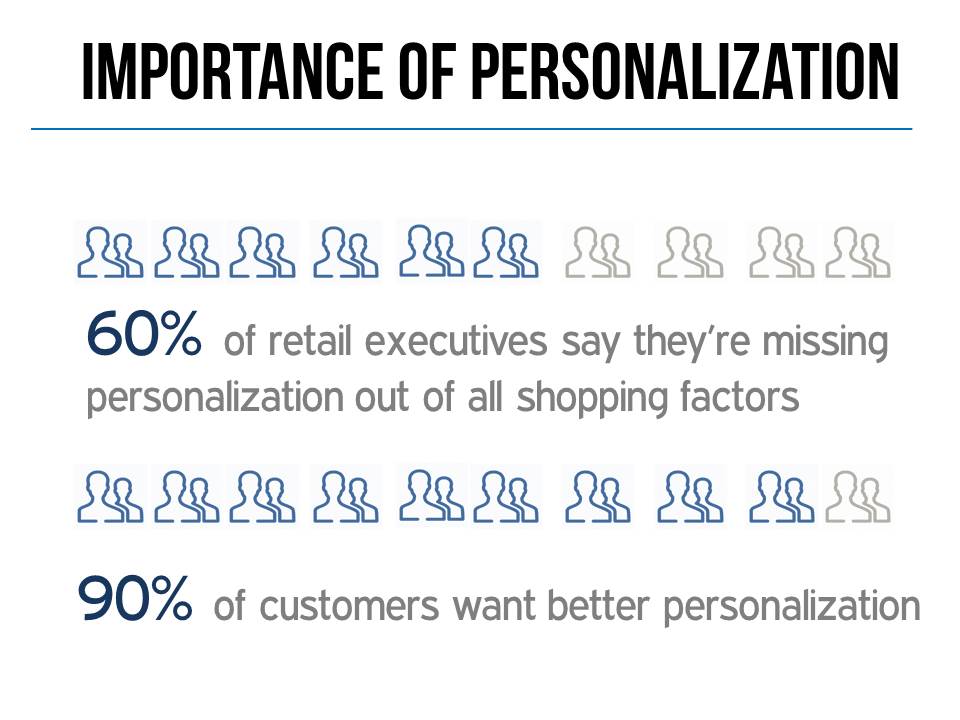 IMPORTANCE OF PERSONALIZATION
60% of retail executives say they're missing
personalization out of all shopping factors
90% of customers want better personalization